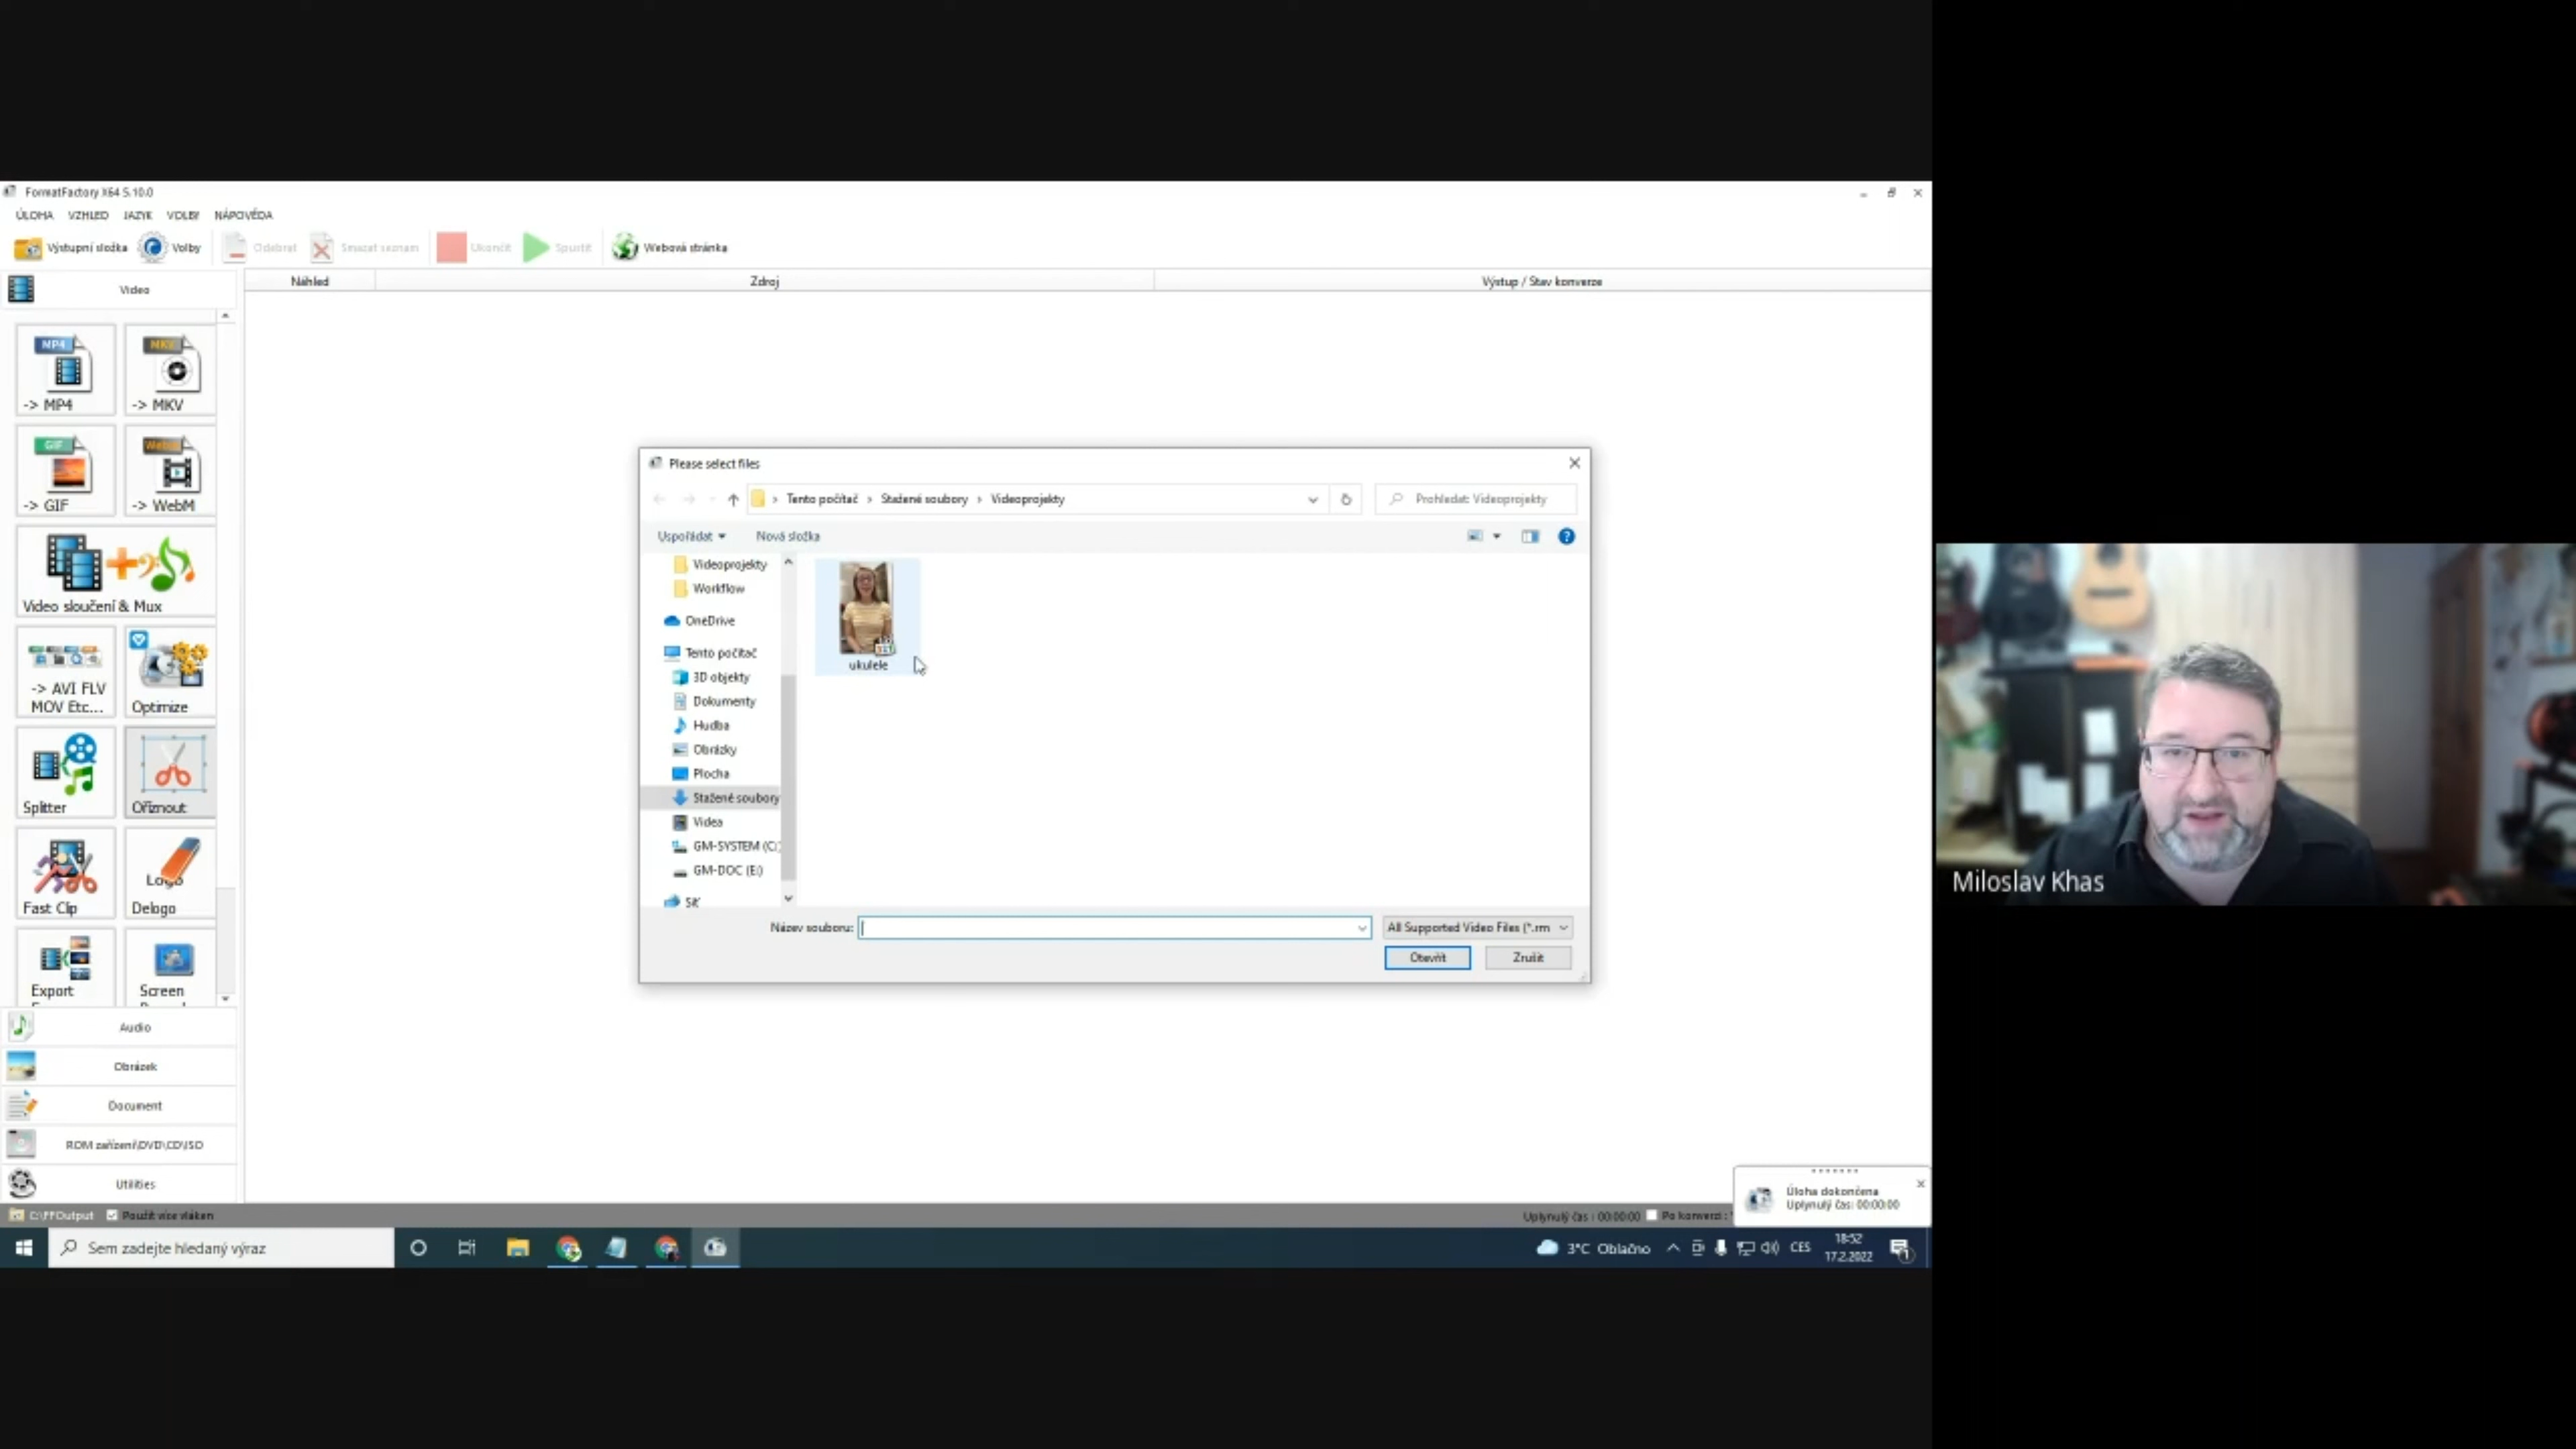 FormatFactory X64 5.10.0
ÚLOHA VZHLED JAZYK VOLBY NÁPOVĚDA
Výstupní složka Volby Odebrat Smazat seznam Ukončit Spustit Webová stránka
Video
Náhled Zdroj Výstup / Stav konverze
MP4 MKV
-> MP4 -> MKV
GIF WebM
-> GIF -> WebM
Video sloučení & Mux
-> AVI FLV
MOV Etc...
Optimize
Splitter Oříznout
Fast Clip
Logo
Delogo
Export Screen
Audio
Obrázek
Document
ROM zařízení\DVD\CD\ISO
Utilities
Please select files
Tento počítač › Stažené soubory › Videoprojekty
Prohledat: Videoprojekty
Uspořádat Nová složka
Videoprojekty
Workflow
OneDrive
Tento počítač
3D objekty
Dokumenty
Hudba
Obrázky
Plocha
Stažené soubory
Videa
GM-SYSTEM (C:)
GM-DOC (E:)
Síť
ukulele
Název souboru:
All Supported Video Files (*.rm
Otevřít Zrušit
Miloslav Khas
Úloha dokončena
Uplynulý čas: 00:00:00
C:\FFOutput Použít více vláken
Uplynulý čas : 00:00:00 Po konverzi :
Sem zadejte hledaný výraz
3°C Oblačno
CES
18:52
17.2.2022